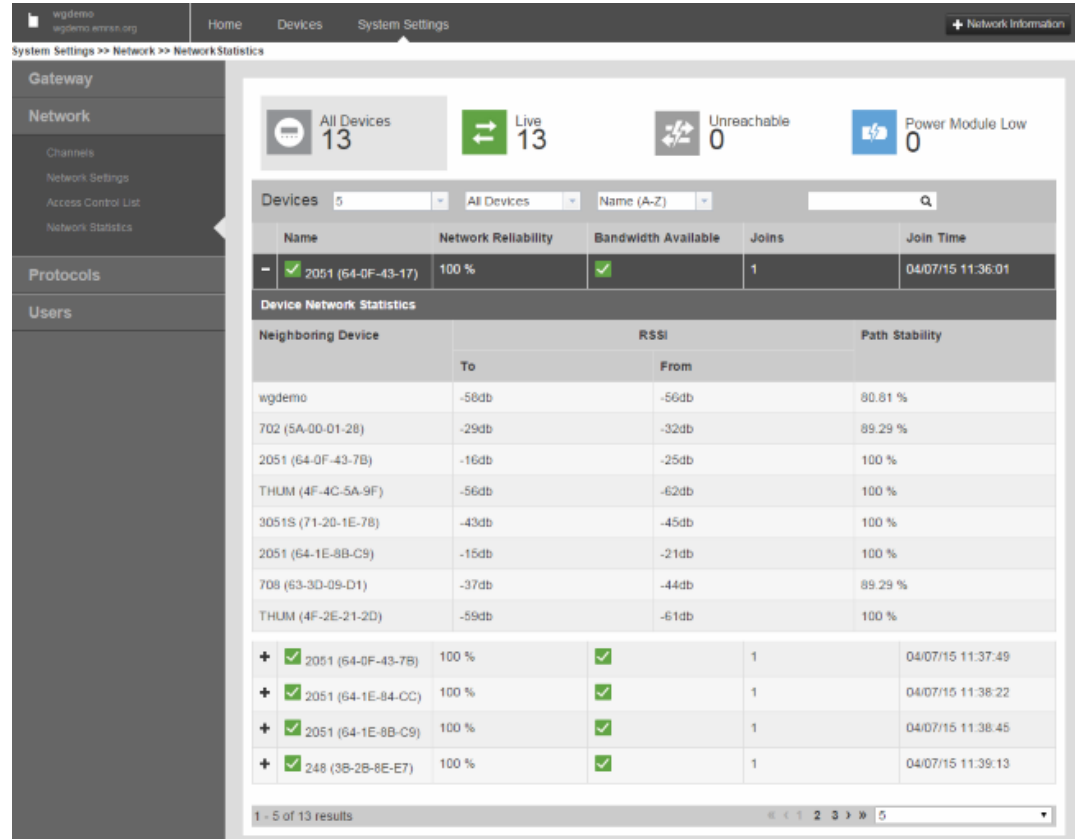 wgdemo
wgdemo.emrsn.org
Home Devices System Settings
+ Network Information
System Settings >> Network >> Network Statistics
Gateway
Network
Channels
Network Settings
Access Control List
Network Statistics
Protocols
Users
All Devices
13
Live
13
Unreachable
0
Power Module Low
0
Devices 5 All Devices Name (A-Z)
Name Network Reliability Bandwidth Available Joins Join Time
2051 (64-0F-43-17) 100 % 1 04/07/15 11:36:01
Device Network Statistics
Neighboring Device RSSI Path Stability
To From
wgdemo -58db -56db 80.81 %
702 (5A-00-01-28) -29db -32db 89.29 %
2051 (64-0F-43-7B) -16db -25db 100 %
THUM (4F-4C-5A-9F) -56db -62db 100 %
3051S (71-20-1E-78) -43db -45db 100 %
2051 (64-1E-8B-C9) -15db -21db 100 %
708 (63-3D-09-D1) -37db -44db 89.29 %
THUM (4F-2E-21-2D) -59db -61db 100 %
2051 (64-0F-43-7B) 100 % 1 04/07/15 11:37:49
2051 (64-1E-84-CC) 100 % 1 04/07/15 11:38:22
2051 (64-1E-8B-C9) 100 % 1 04/07/15 11:38:45
248 (3B-2B-8E-E7) 100 % 1 04/07/15 11:39:13
1 - 5 of 13 results « ‹ 1 2 3 › » 5